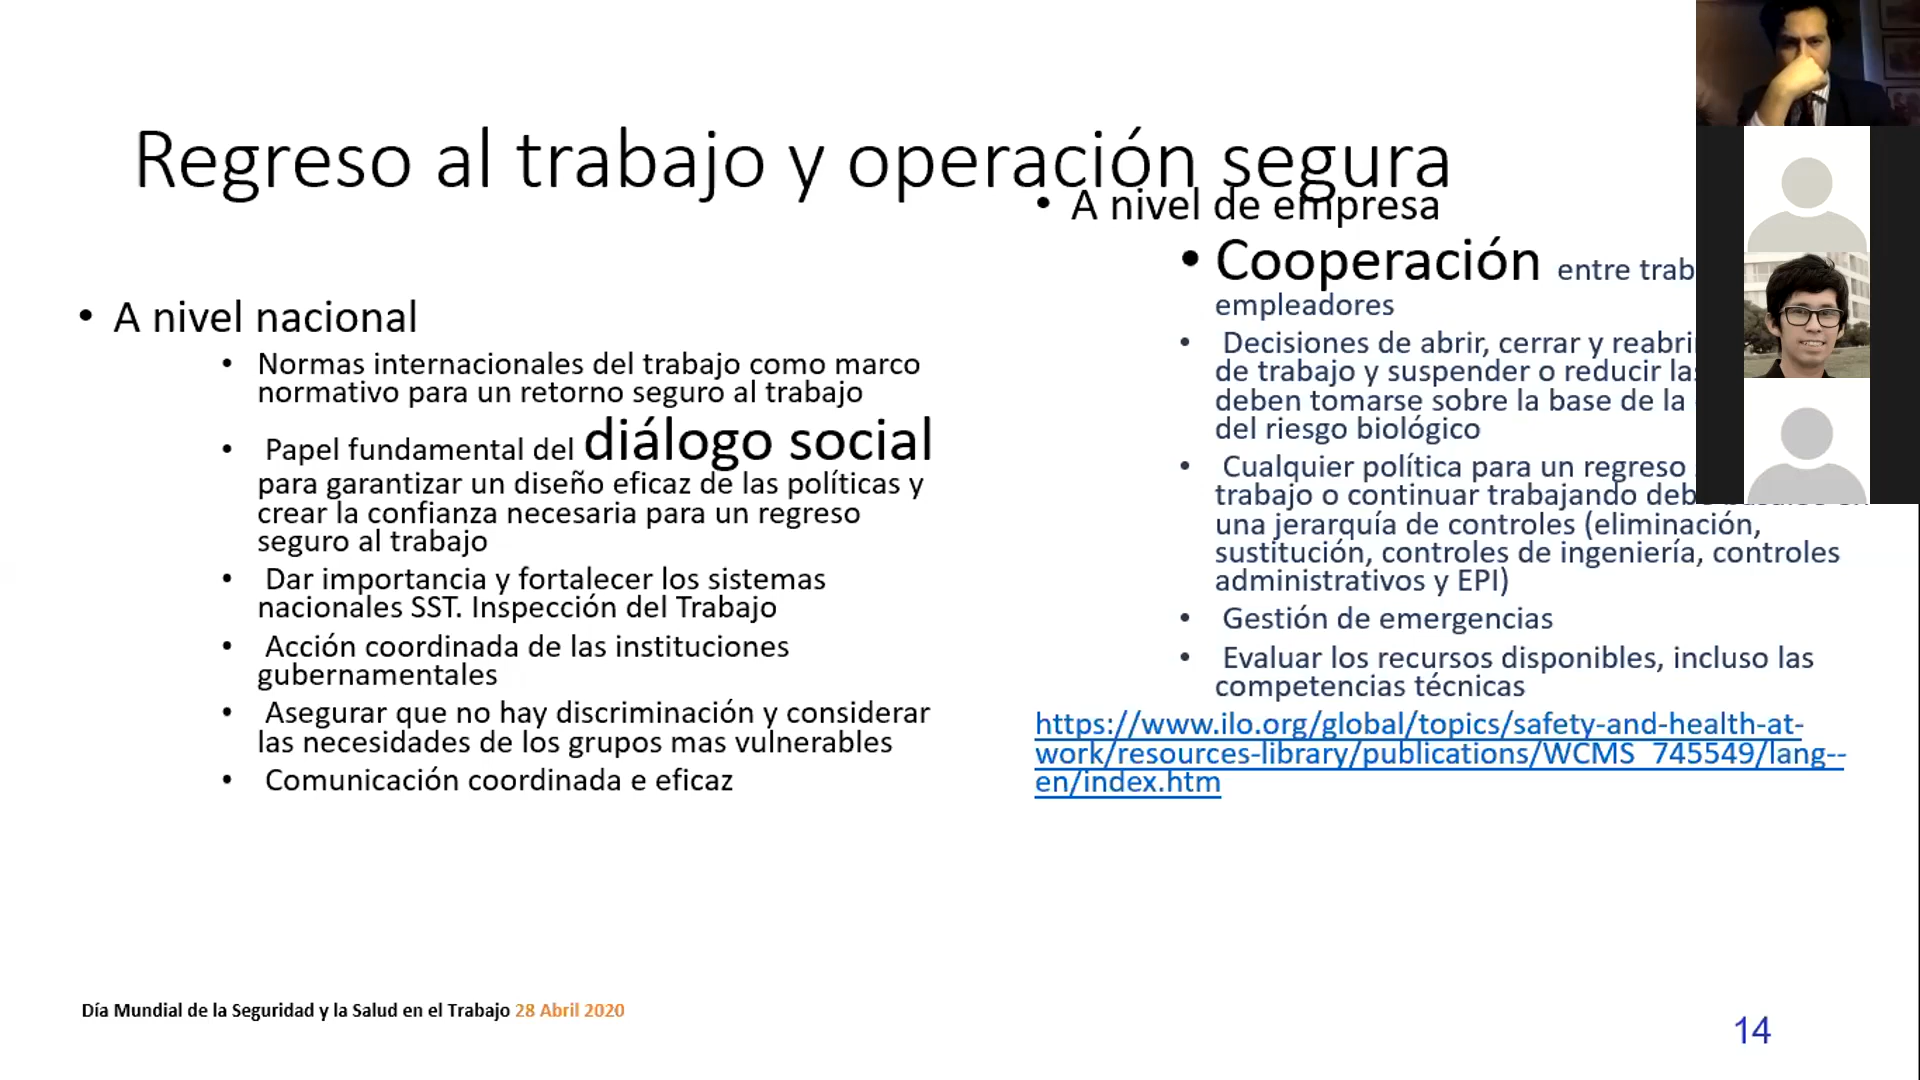 Regreso al trabajo y operación segura
• A nivel nacional
• Normas internacionales del trabajo como marco
normativo para un retorno seguro al trabajo
• Papel fundamental del diálogo social
para garantizar un diseño eficaz de las políticas y
crear la confianza necesaria para un regreso
seguro al trabajo
• Dar importancia y fortalecer los sistemas
nacionales SST. Inspección del Trabajo
• Acción coordinada de las instituciones
gubernamentales
• Asegurar que no hay discriminación y considerar
las necesidades de los grupos mas vulnerables
• Comunicación coordinada e eficaz
• A nivel de empresa
• Cooperación entre
empleadores
• Decisiones de abrir, cerrar y
de trabajo y suspender o reducir
deben tomarse sobre la base de la
del riesgo biológico
• Cualquier política para un regreso
trabajo o continuar trabajando
una jerarquía de controles (eliminación,
sustitución, controles de ingeniería, controles
administrativos y EPI)
• Gestión de emergencias
• Evaluar los recursos disponibles, incluso las
competencias técnicas
https://www.ilo.org/global/topics/safety-and-health-at-
work/resources-library/publications/WCMS_745549/lang--
en/index.htm
Día Mundial de la Seguridad y la Salud en el Trabajo 28 Abril 2020
14